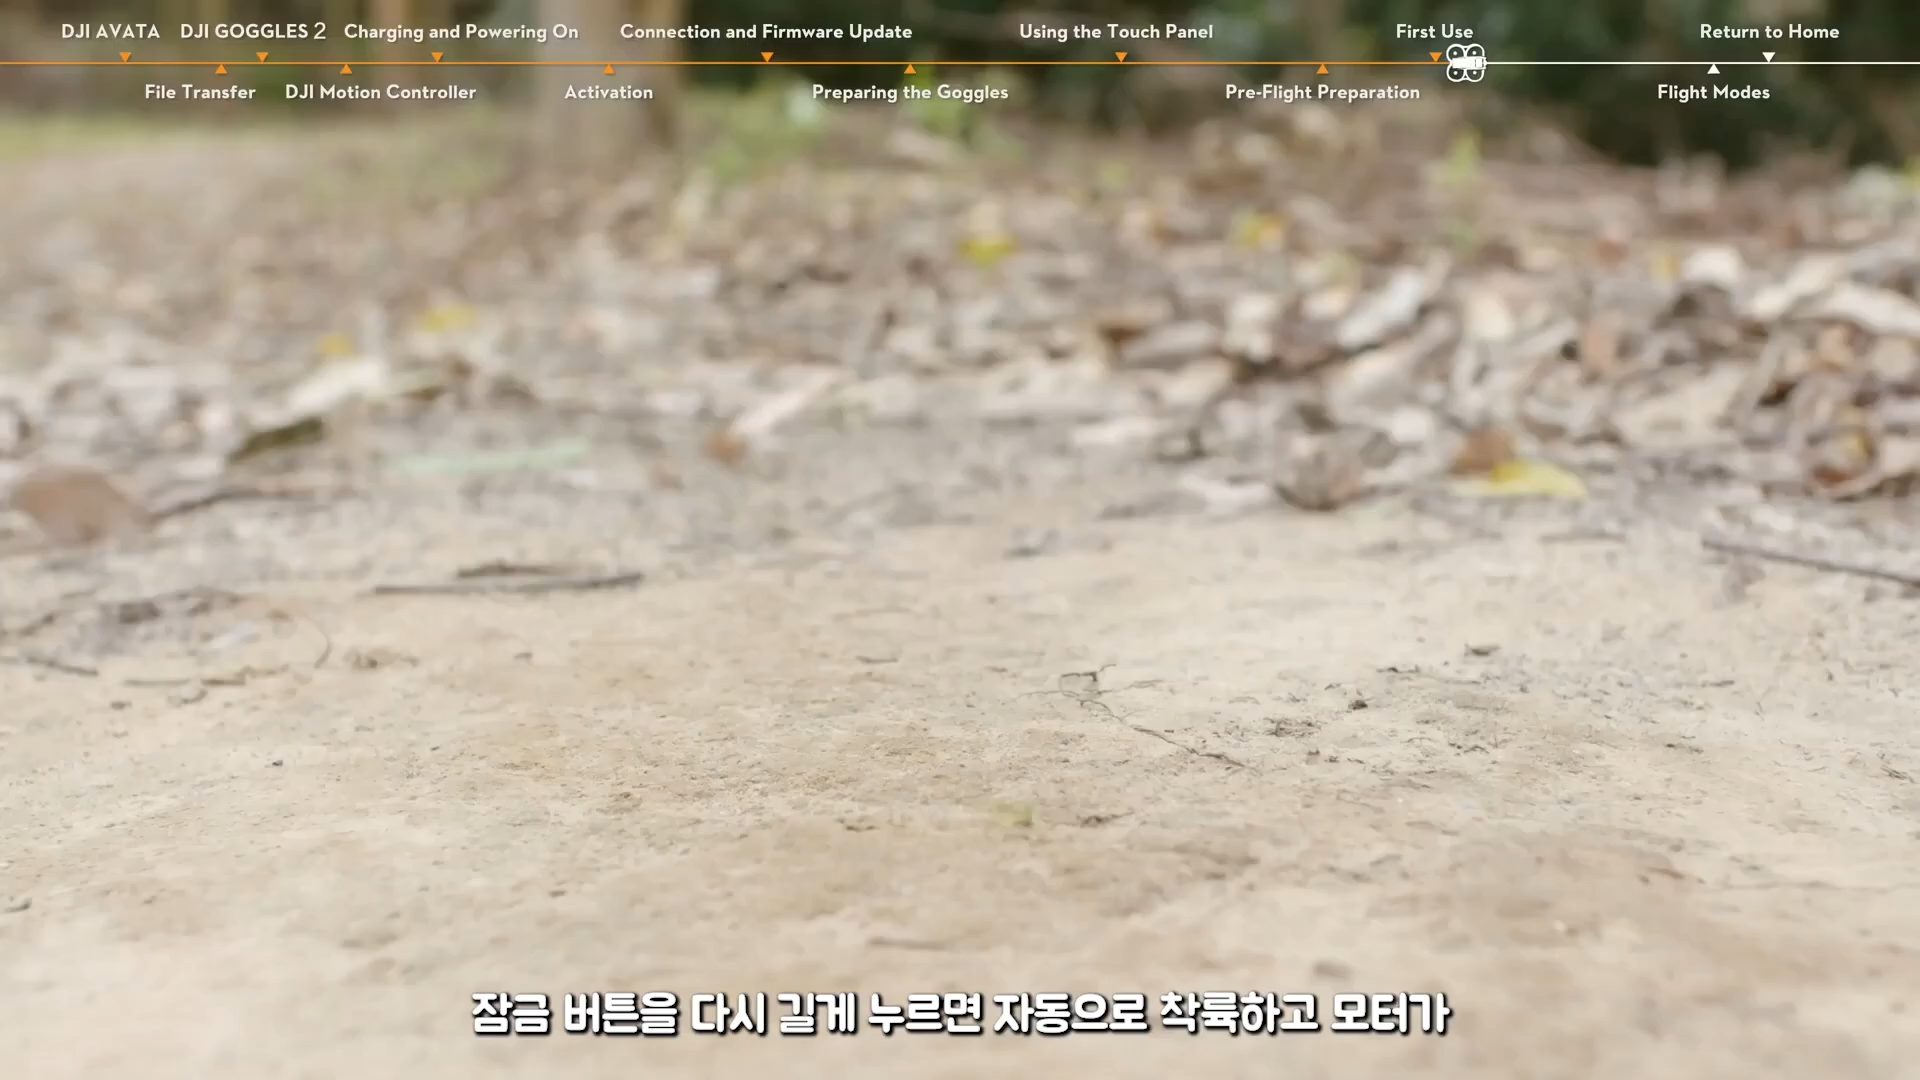 DJI AVATA DJI GOGGLES 2 Charging and Powering On Connection and Firmware Update Using the Touch Panel First Use Return to Home
File Transfer DJI Motion Controller Activation Preparing the Goggles Pre-Flight Preparation Flight Modes
잠금 버튼을 다시 길게 누르면 자동으로 착륙하고 모터가